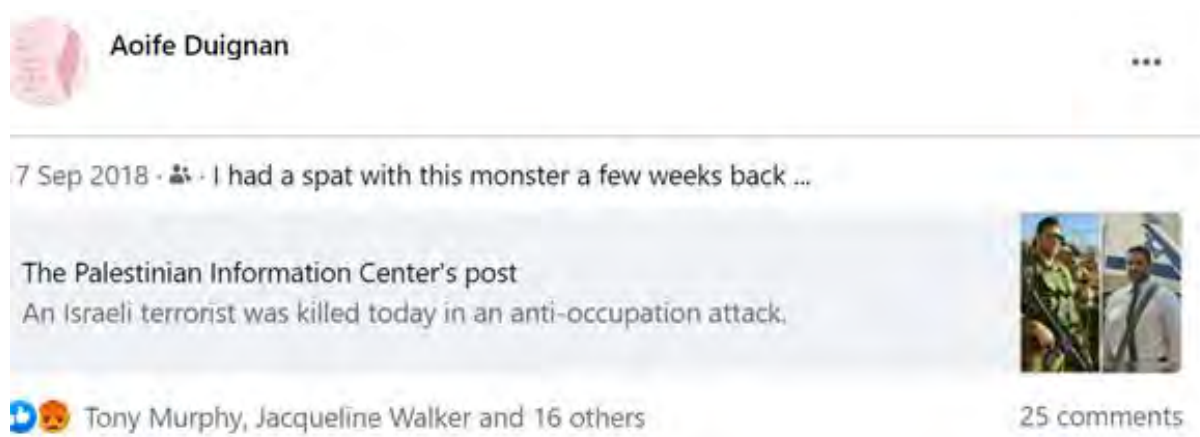 Aoife Duignan
7 Sep 2018 · · I had a spat with this monster a few weeks back ...
The Palestinian Information Center's post
An Israeli terrorist was killed today in an anti-occupation attack.
Tony Murphy, Jacqueline Walker and 16 others
25 comments